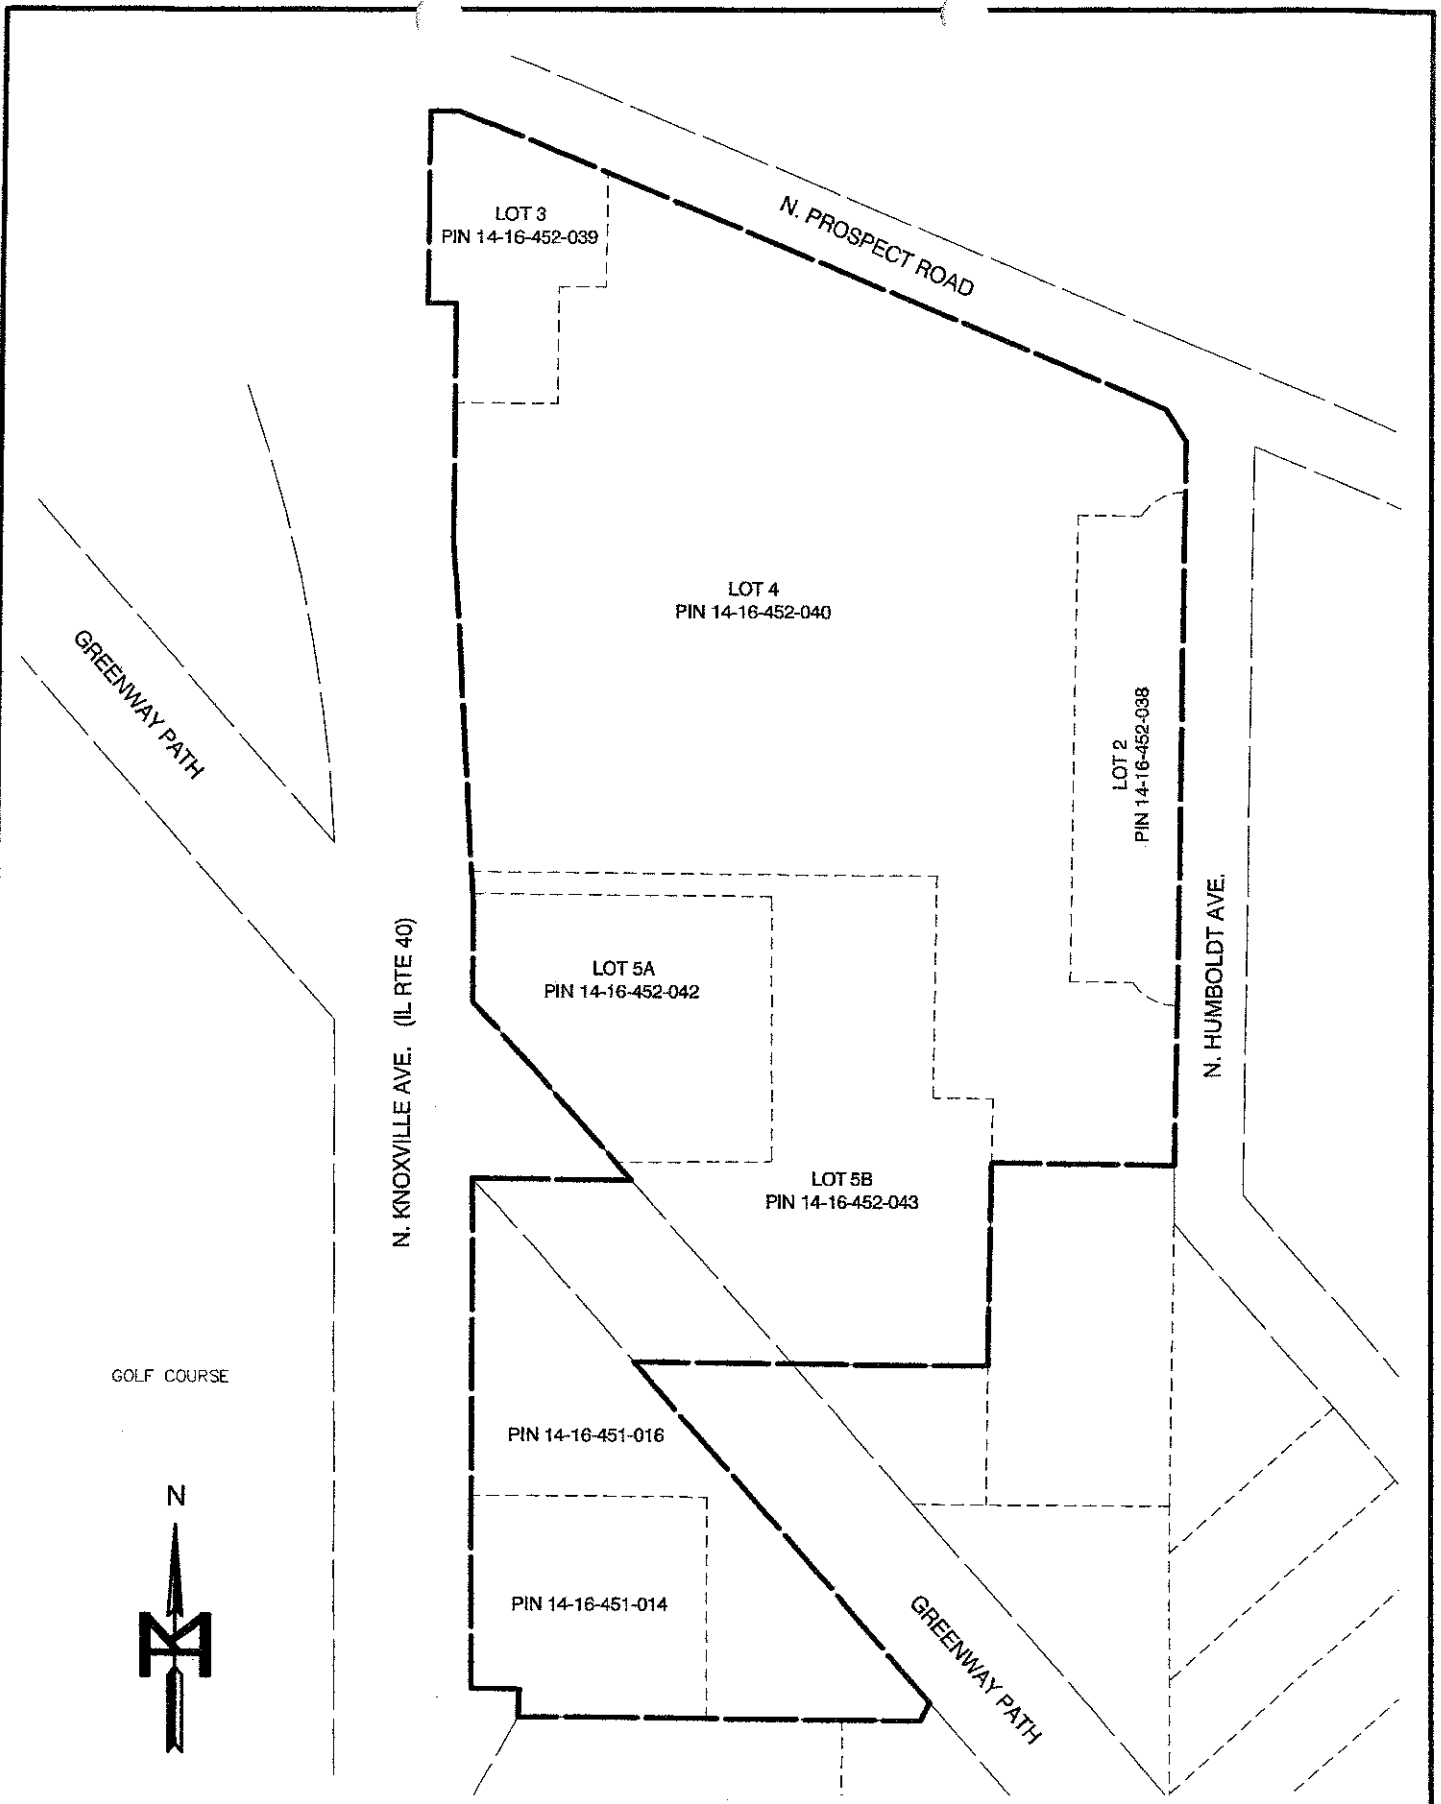 N. PROSPECT ROAD
LOT 3
PIN 14-16-452-039
LOT 4
PIN 14-16-452-040
GREENWAY PATH
LOT 2
PIN 14-16-452-038
N. HUMBOLDT AVE.
N. KNOXVILLE AVE. (IL RTE 40)
LOT 5A
PIN 14-16-452-042
LOT 5B
PIN 14-16-452-043
GOLF COURSE
PIN 14-16-451-016
N
PIN 14-16-451-014
GREENWAY PATH